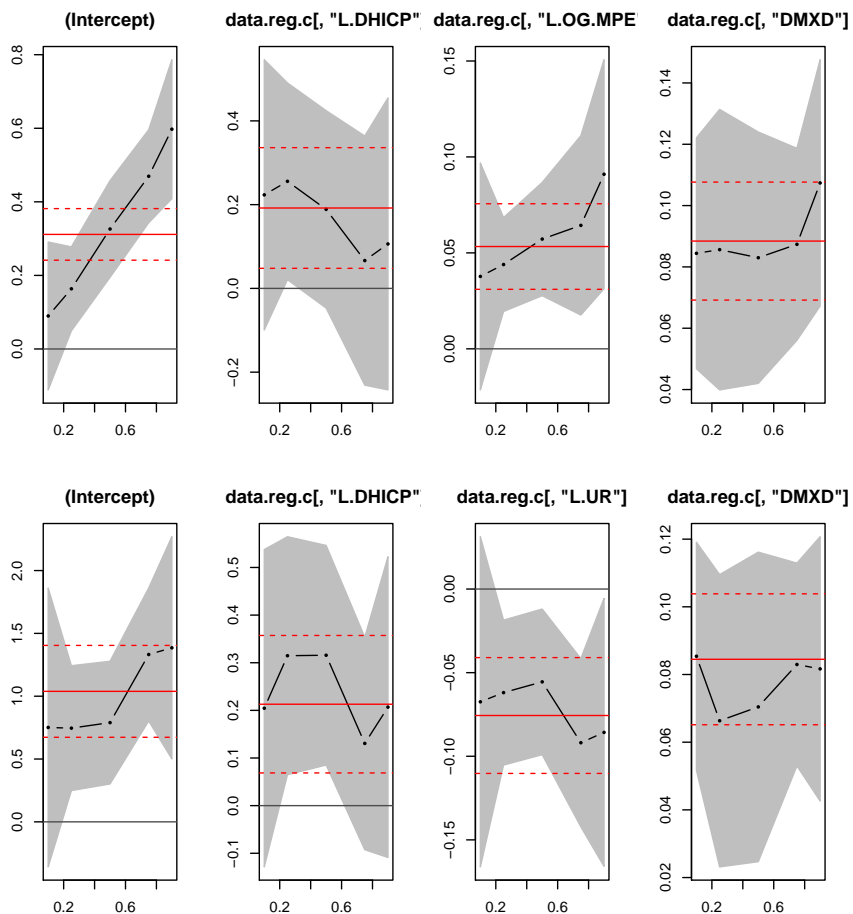 (Intercept) data.reg.c[, "L.DHICP" data.reg.c[, "L.OG.MPE" data.reg.c[, "DMXD"]
0.0 0.2 0.4 0.6 0.8
−0.2 0.0 0.2 0.4
0.00 0.05 0.10 0.15
0.04 0.06 0.08 0.10 0.12 0.14
0.2 0.6 0.2 0.6 0.2 0.6 0.2 0.6
(Intercept) data.reg.c[, "L.DHICP" data.reg.c[, "L.UR"] data.reg.c[, "DMXD"]
0.0 0.5 1.0 1.5 2.0
−0.1 0.0 0.1 0.2 0.3 0.4 0.5
−0.15 −0.10 −0.05 0.00
0.02 0.04 0.06 0.08 0.10 0.12
0.2 0.6 0.2 0.6 0.2 0.6 0.2 0.6